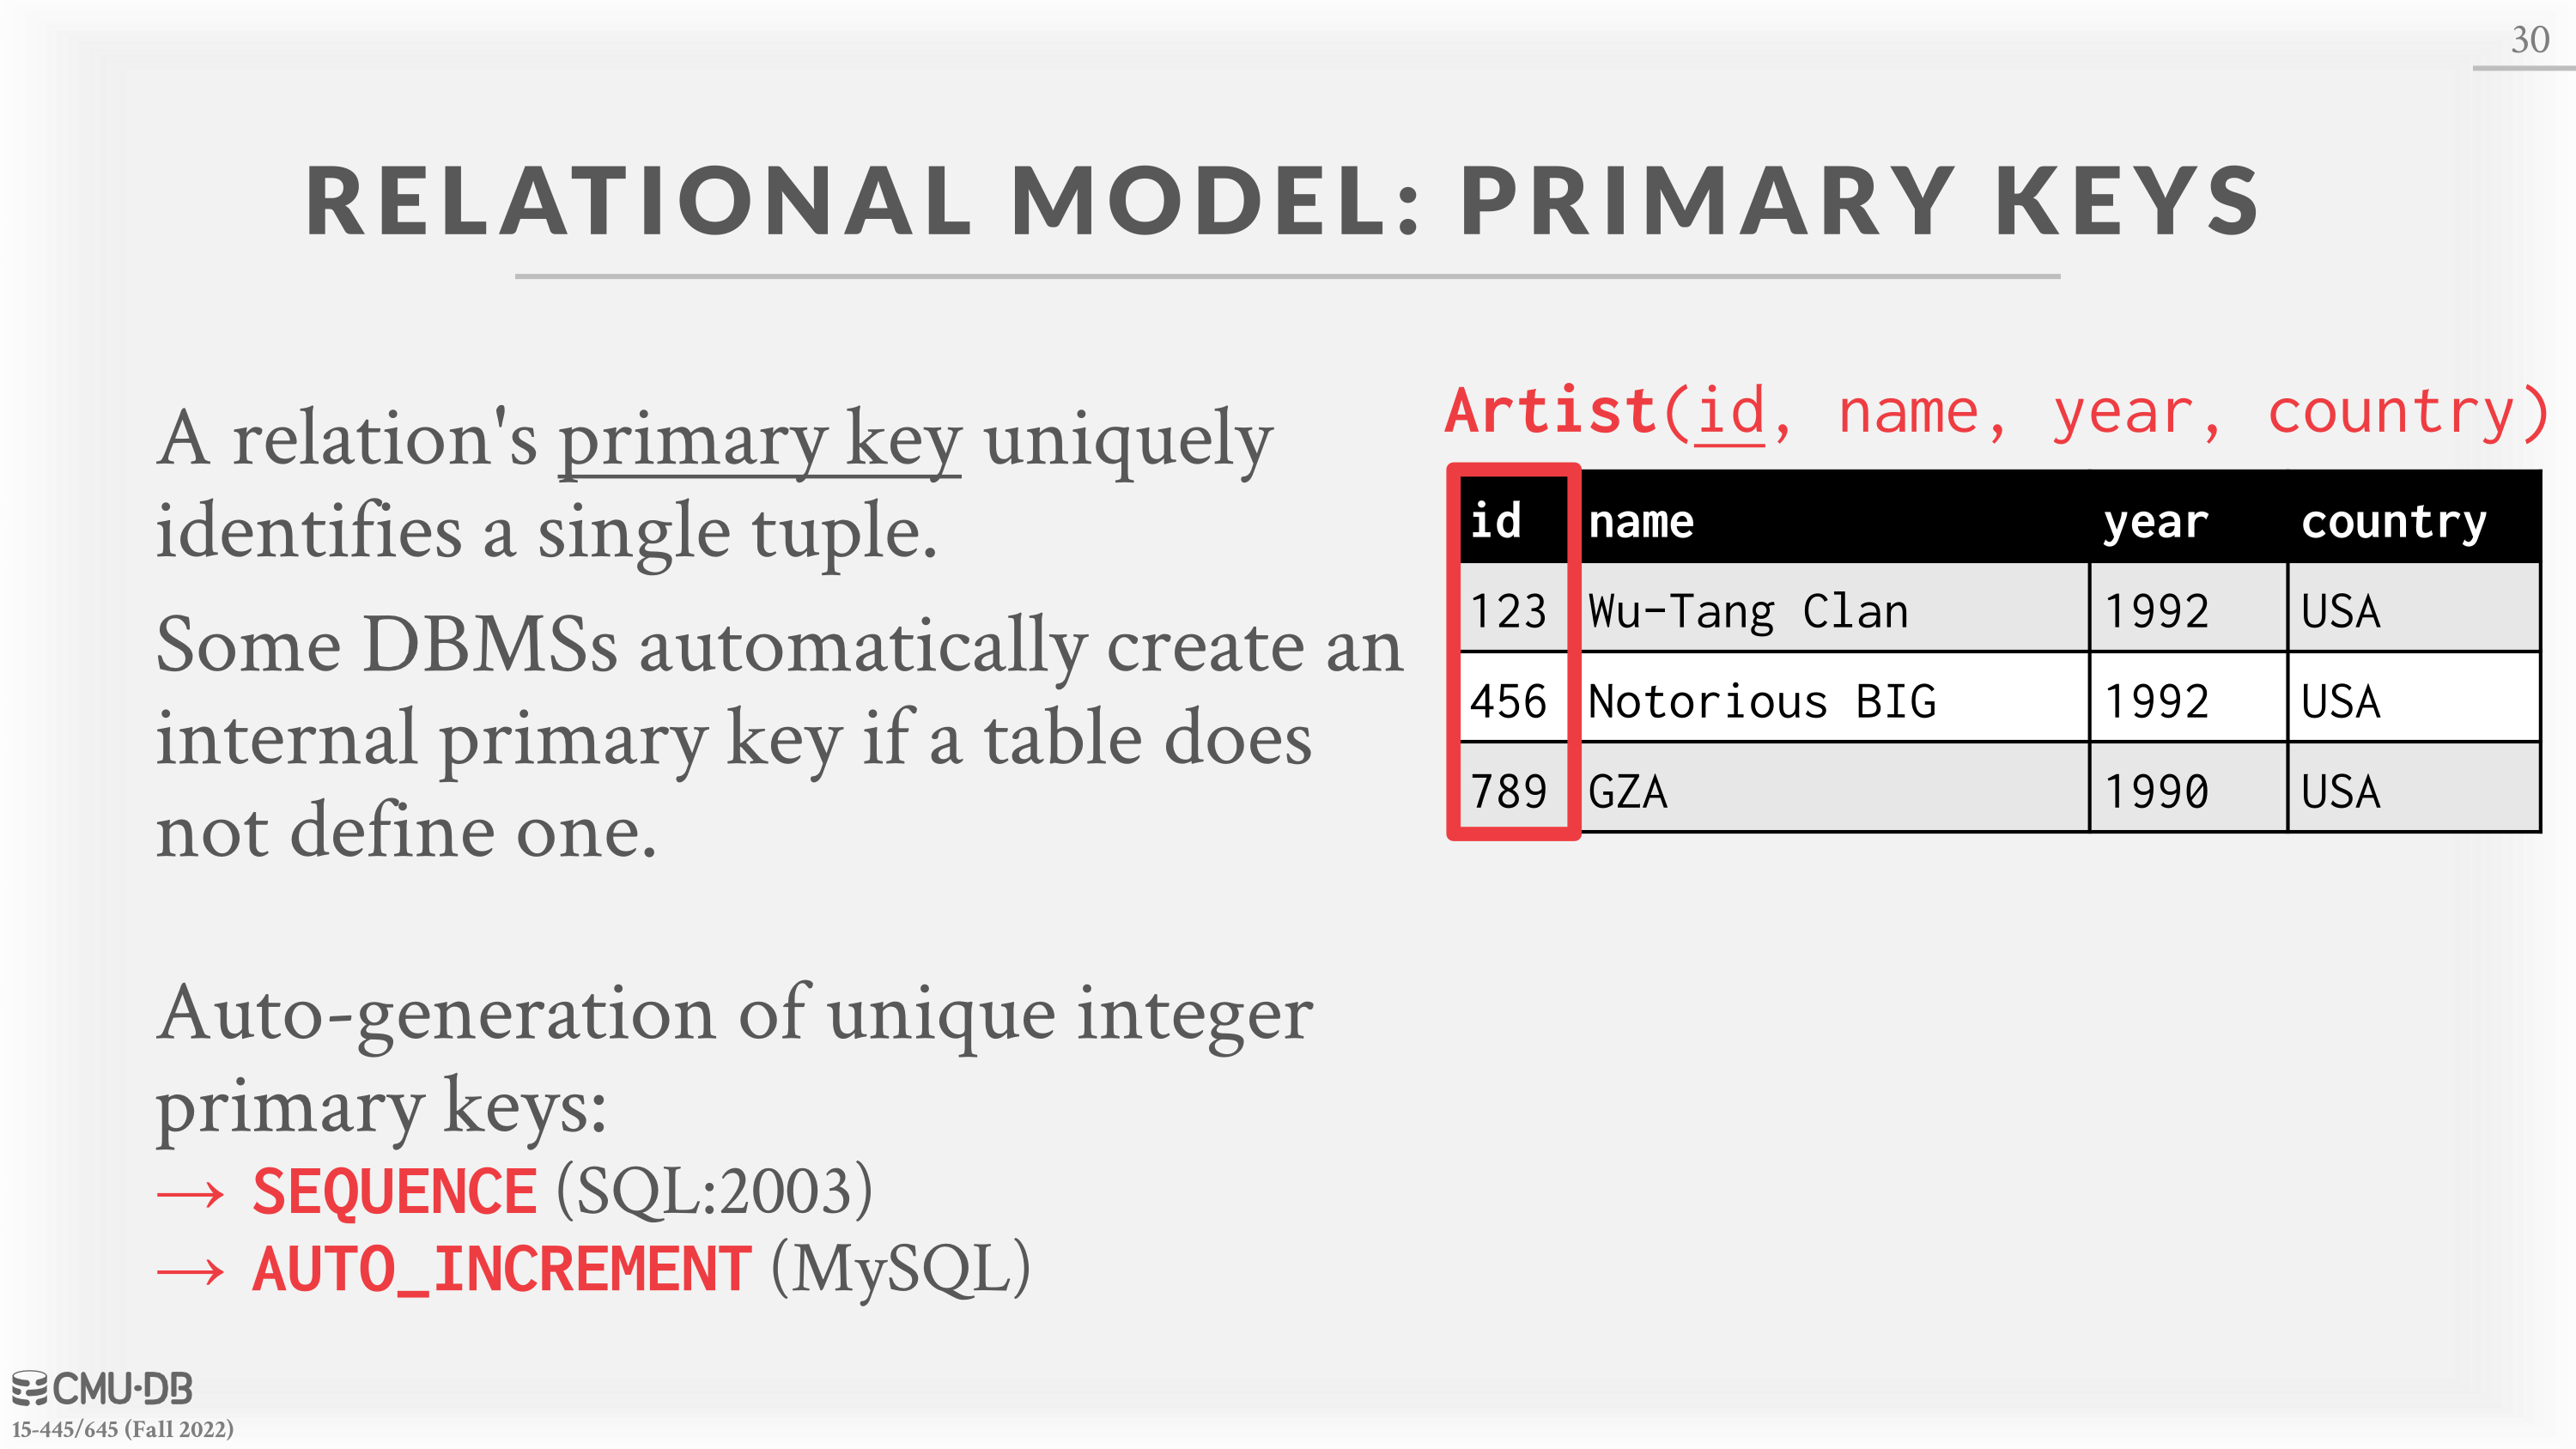 30
RELATIONAL MODEL: PRIMARY KEYS
A relation's primary key uniquely
identifies a single tuple.
Some DBMSs automatically create an
internal primary key if a table does
not define one.
Auto-generation of unique integer
primary keys:
→ SEQUENCE (SQL:2003)
→ AUTO_INCREMENT (MySQL)
Artist(id, name, year, country)
id name year country
123 Wu-Tang Clan 1992 USA
456 Notorious BIG 1992 USA
789 GZA 1990 USA
CMU·DB
15-445/645 (Fall 2022)